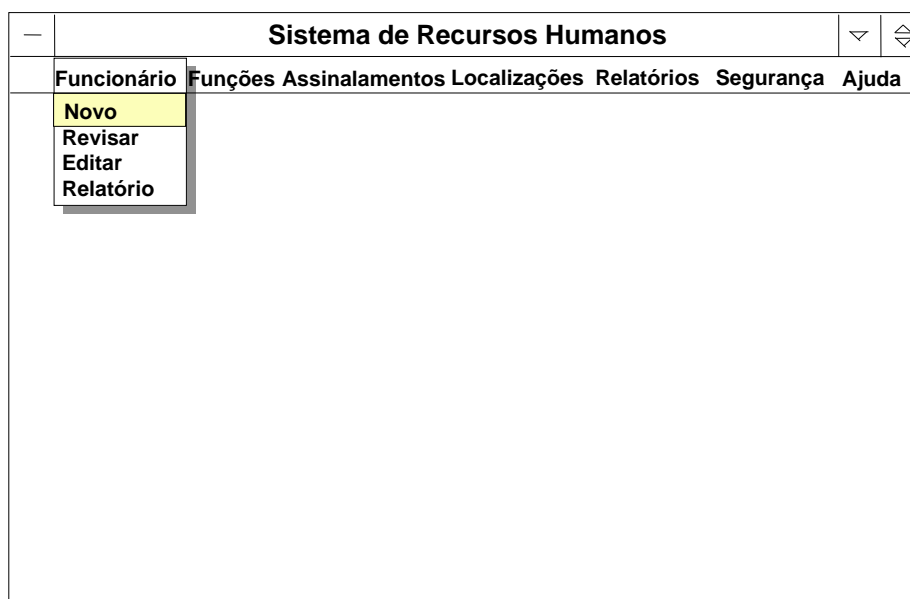 Sistema de Recursos Humanos
Funcionário Funções Assinalamentos Localizações Relatórios Segurança Ajuda
Novo
Revisar
Editar
Relatório